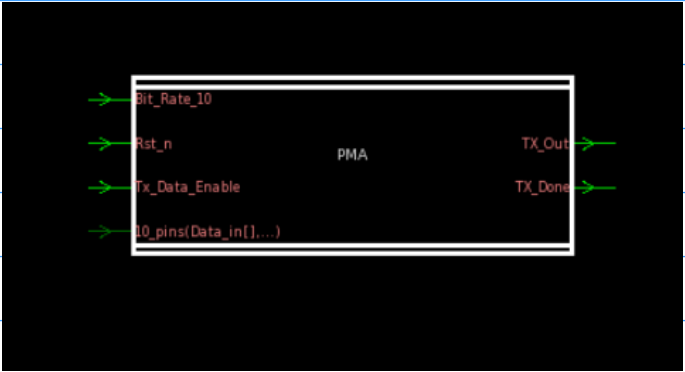 Bit_Rate_10
Rst_n
TX_Out
PMA
Tx_Data_Enable
TX_Done
10_pins(Data_in[],...)